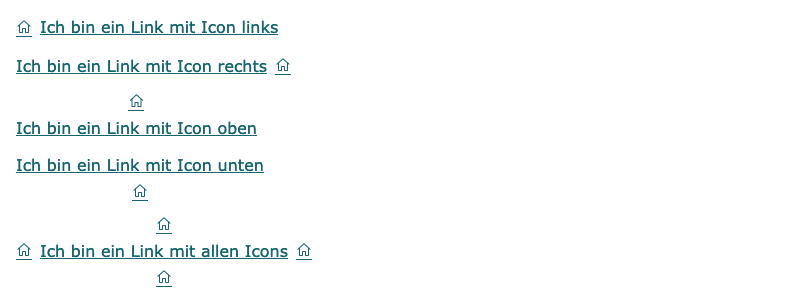 Ich bin ein Link mit Icon links
Ich bin ein Link mit Icon rechts
Ich bin ein Link mit Icon oben
Ich bin ein Link mit Icon unten
Ich bin ein Link mit allen Icons